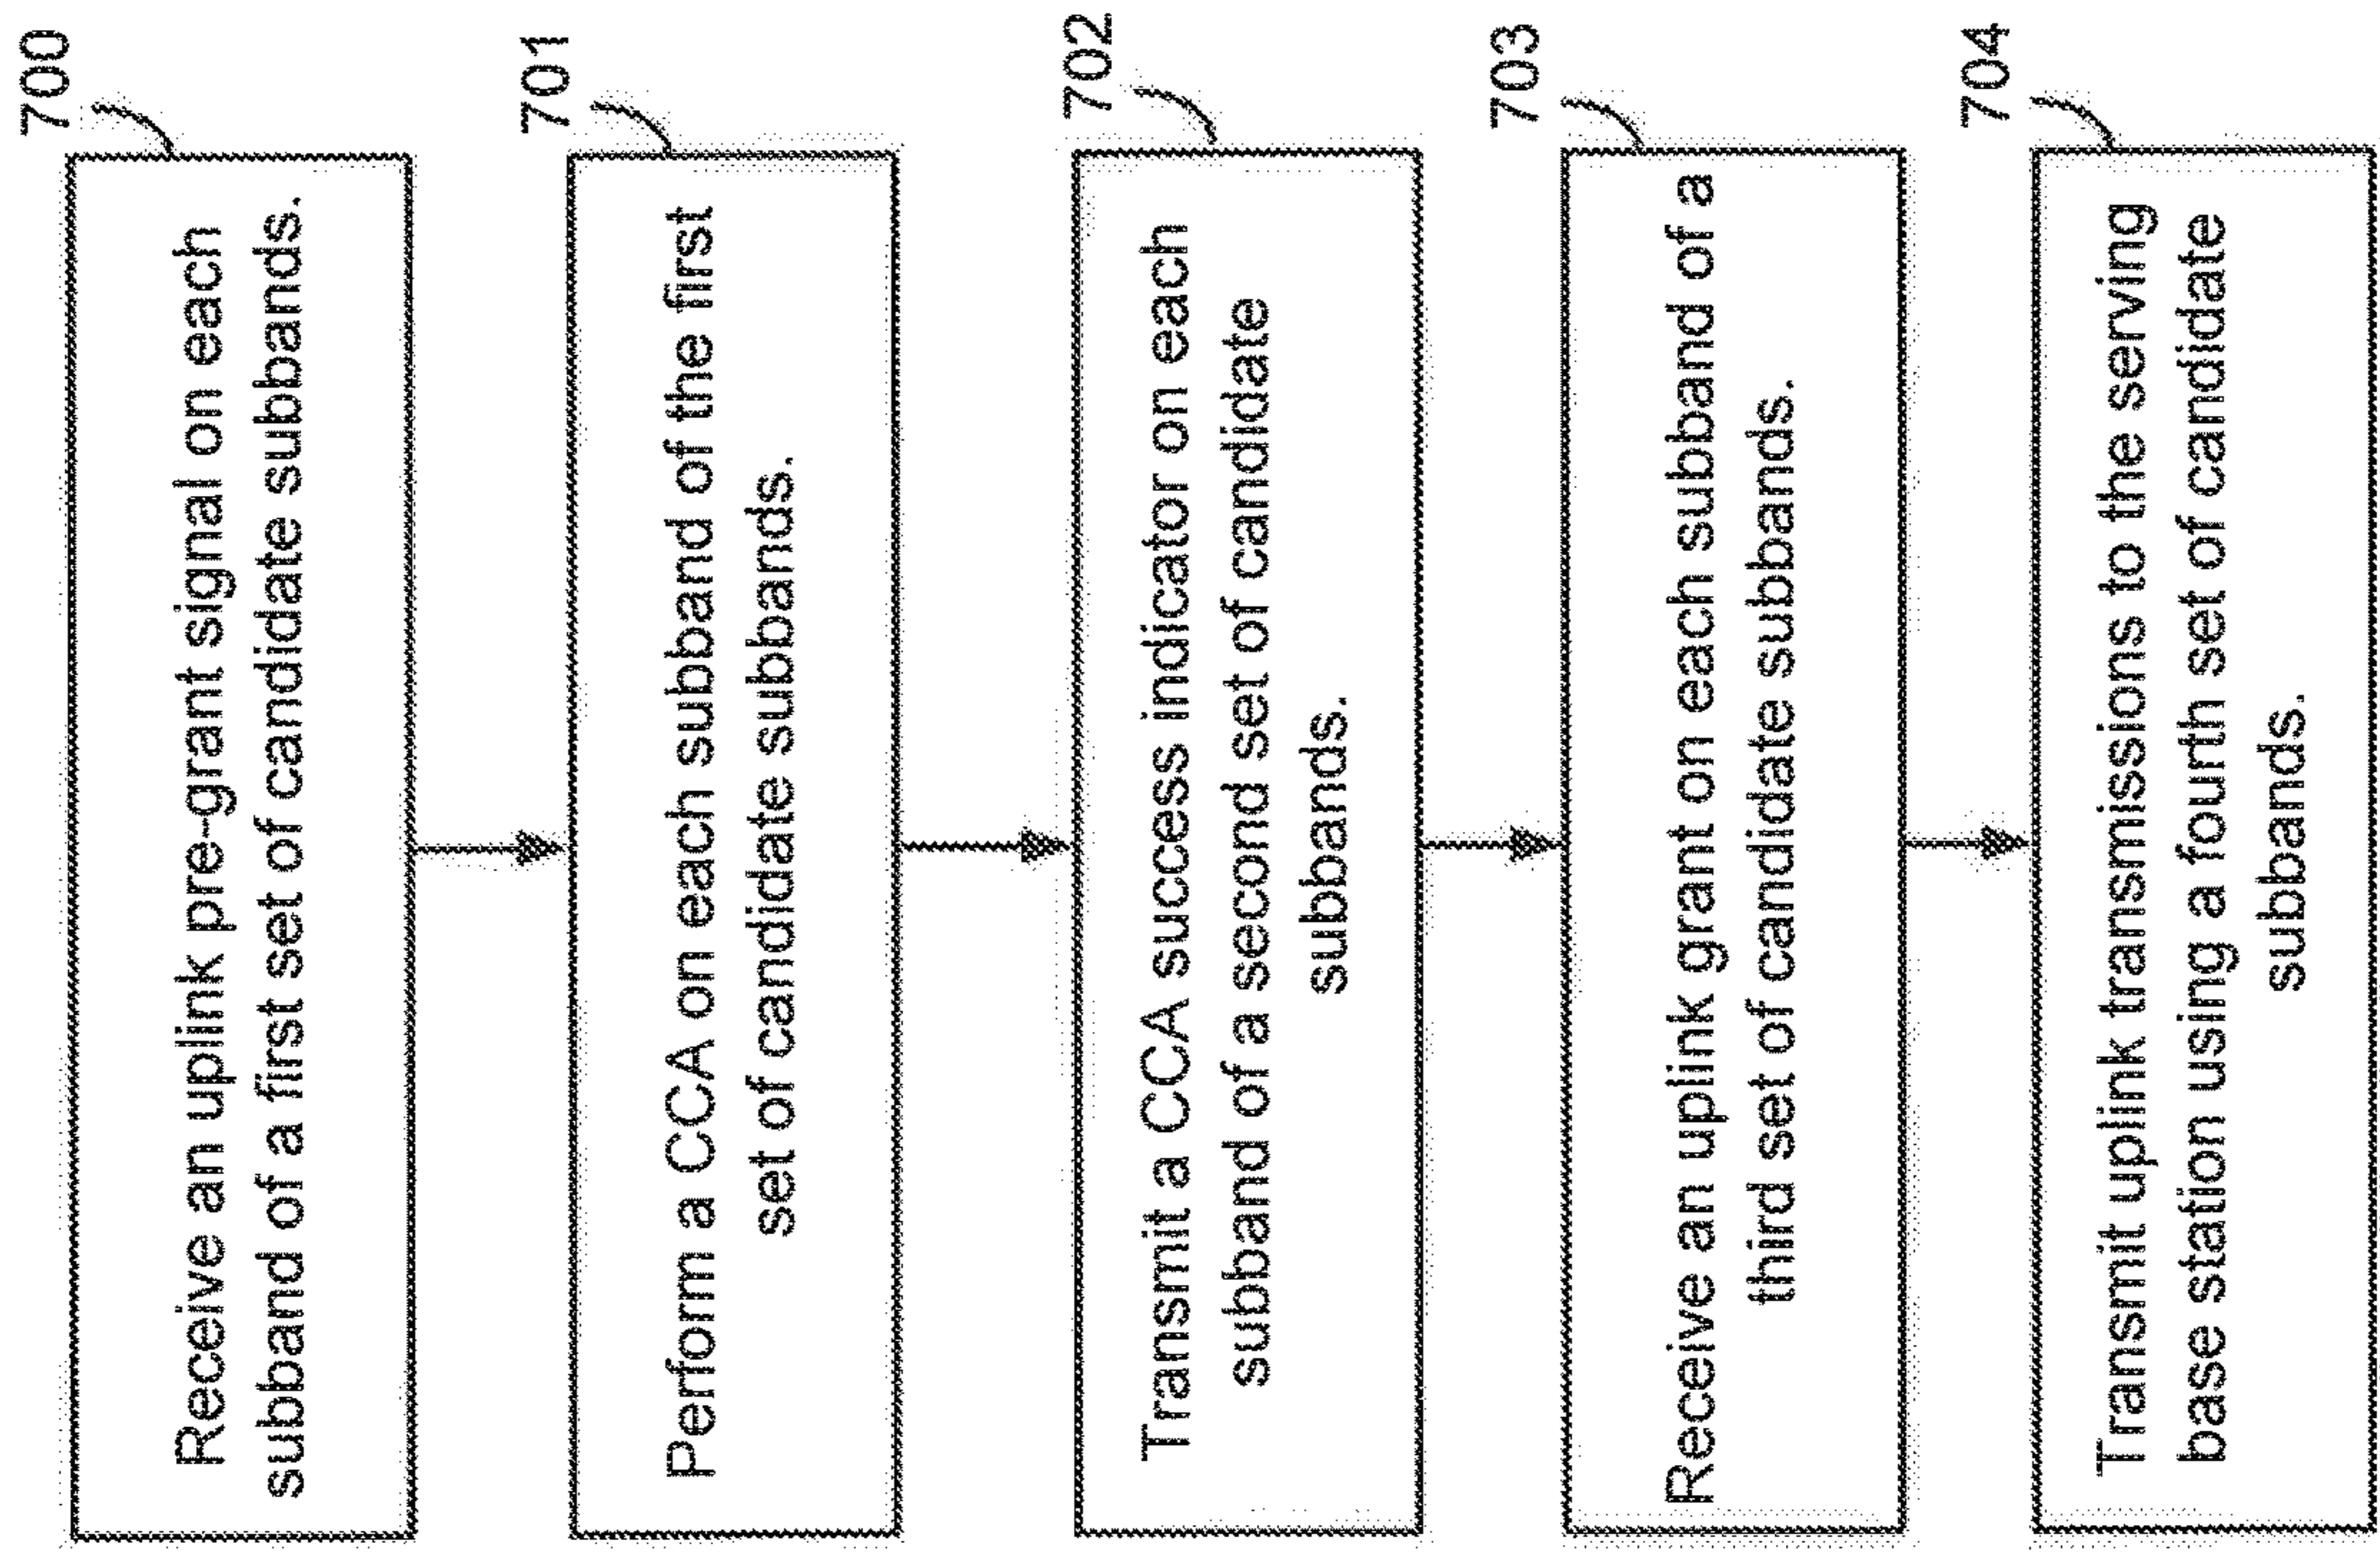 700
Receive an uplink pre-grant signal on each
subband of a first set of candidate subbands.
701
Perform a CCA on each subband of the first
set of candidate subbands.
702
Transmit a CCA success indicator on each
subband of a second set of candidate
subbands.
703
Receive an uplink grant on each subband of a
third set of candidate subbands.
704
Transmit uplink transmissions to the serving
base station using a fourth set of candidate
subbands.